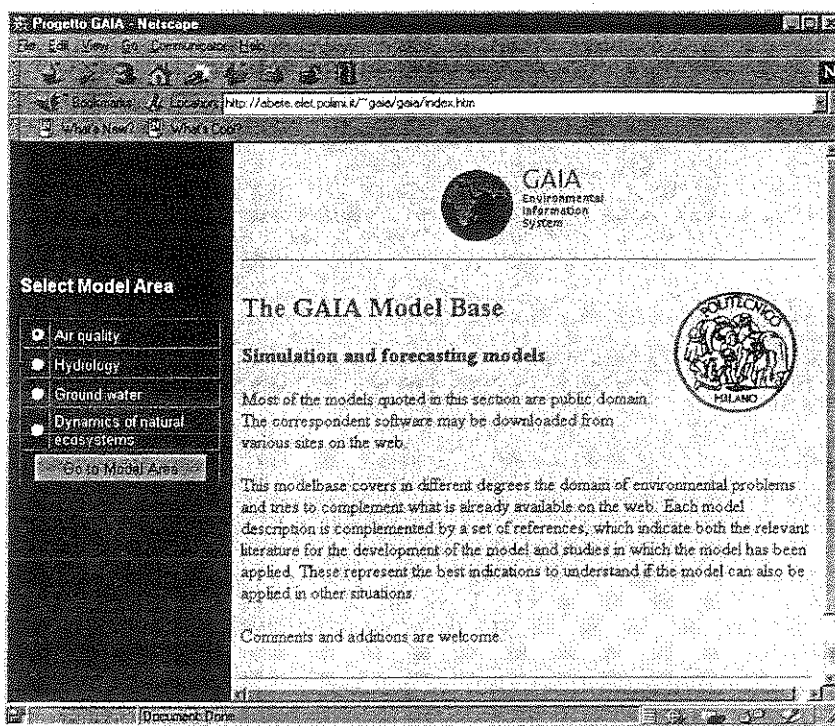 Progetto GAIA - Netscape
File Edit View Go Communicator Help
Bookmarks Location: http://abete.elet.polimi.it/~gaia/gaia/index.htm
What's New? What's Cool?
GAIA
Environmental
Information
System
Select Model Area
Air quality
Hydrology
Ground water
Dynamics of natural
ecosystems
Go to Model Area
The GAIA Model Base
POLITECNICO
MILANO
Simulation and forecasting models
Most of the models quoted in this section are public domain.
The correspondent software may be downloaded from
various sites on the web.
This modelbase covers in different degrees the domain of environmental problems
and tries to complement what is already available on the web. Each model
description is complemented by a set of references, which indicate both the relevant
literature for the development of the model and studies in which the model has been
applied. These represent the best indications to understand if the model can also be
applied in other situations.
Comments and additions are welcome.
Document: Done